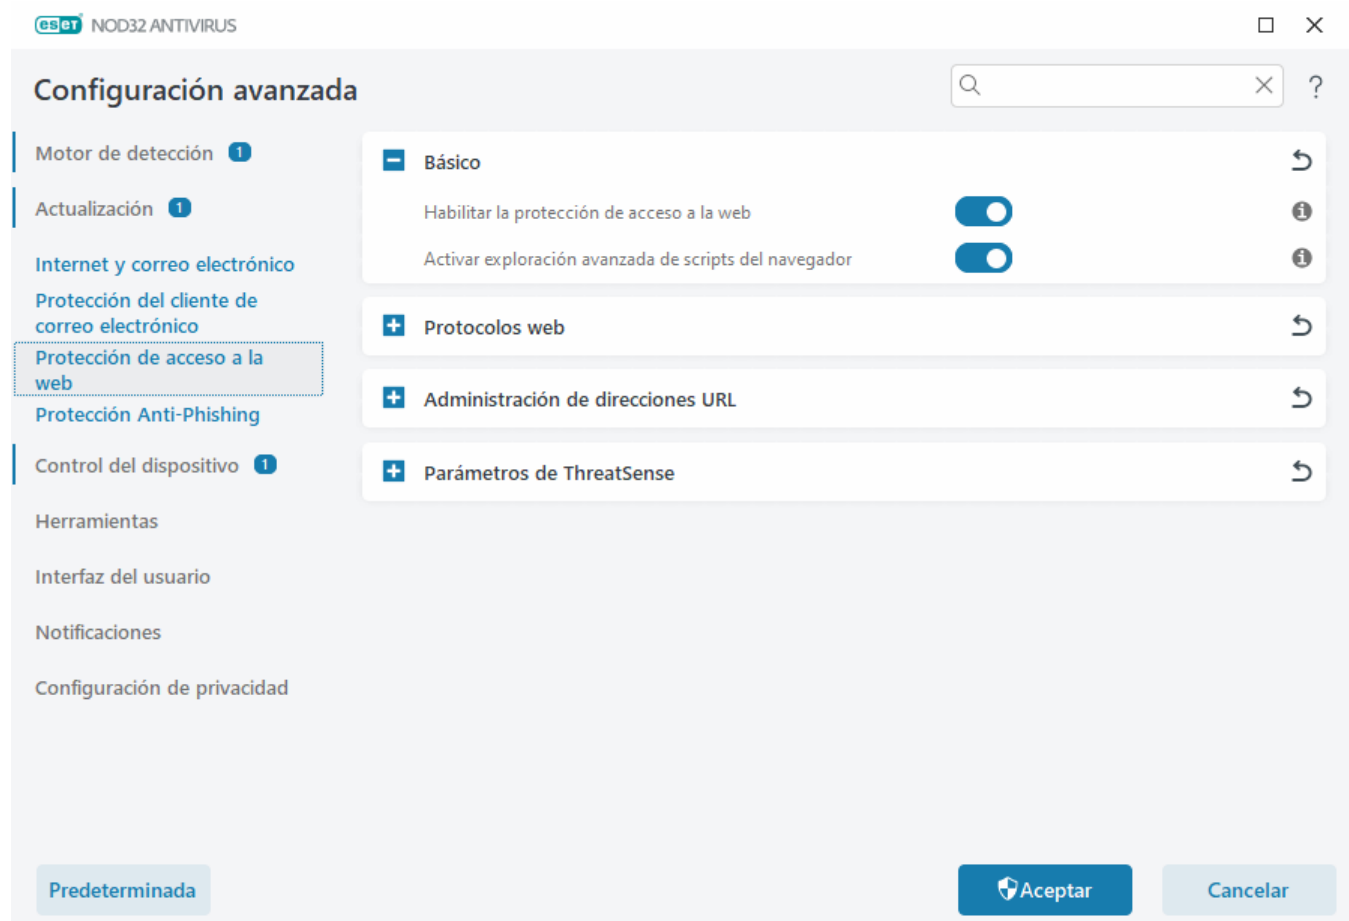 eset NOD32 ANTIVIRUS
Configuración avanzada
?
Motor de detección 1
Actualización 1
Internet y correo electrónico
Protección del cliente de
correo electrónico
Protección de acceso a la
web
Protección Anti-Phishing
Control del dispositivo 1
Herramientas
Interfaz del usuario
Notificaciones
Configuración de privacidad
Básico
Habilitar la protección de acceso a la web
Activar exploración avanzada de scripts del navegador
Protocolos web
Administración de direcciones URL
Parámetros de ThreatSense
Predeterminada
Aceptar
Cancelar